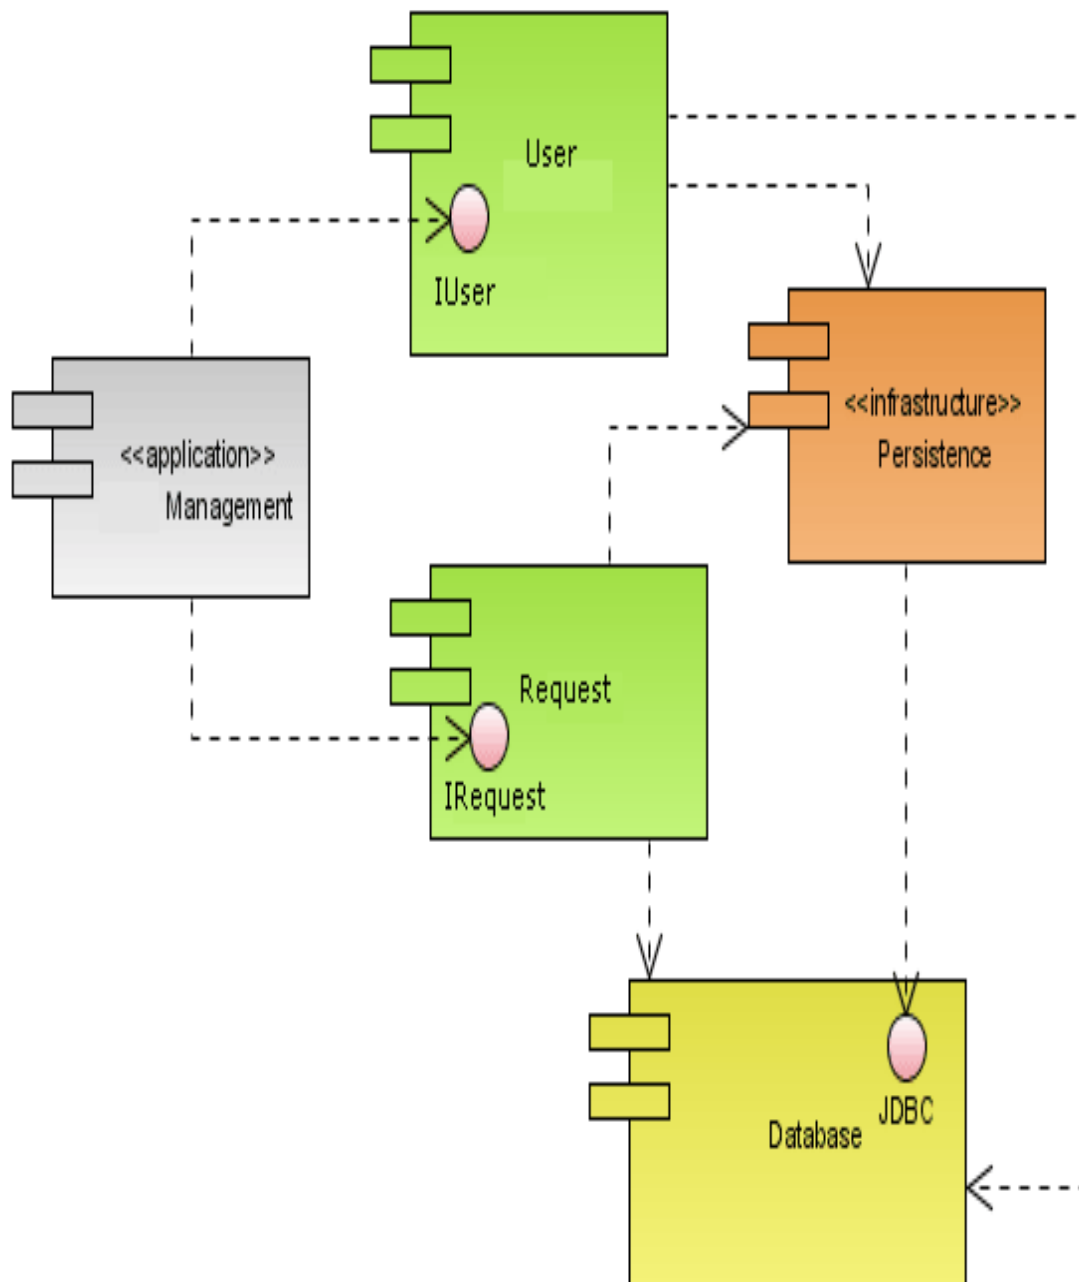 User
IUser
<<infrastructure>>
Persistence
<<application>>
Management
Request
IRequest
JDBC
Database